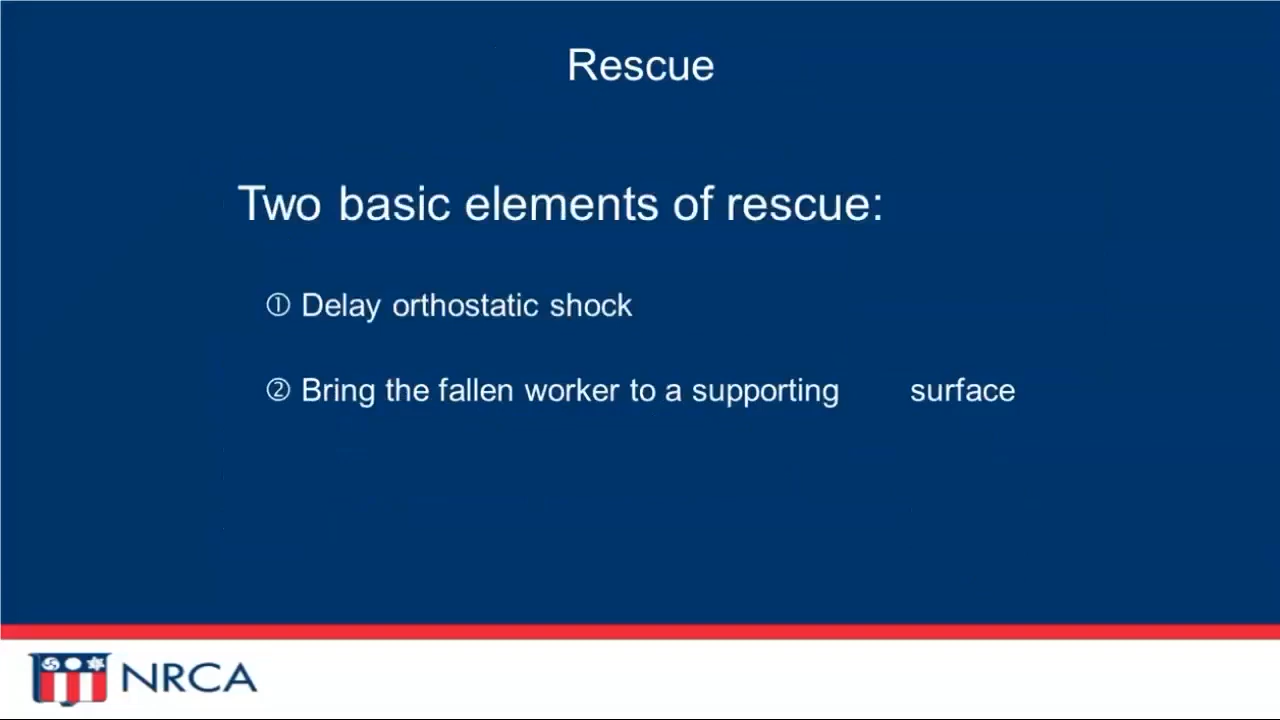 Rescue
Two basic elements of rescue:
① Delay orthostatic shock
② Bring the fallen worker to a supporting surface
NRCA